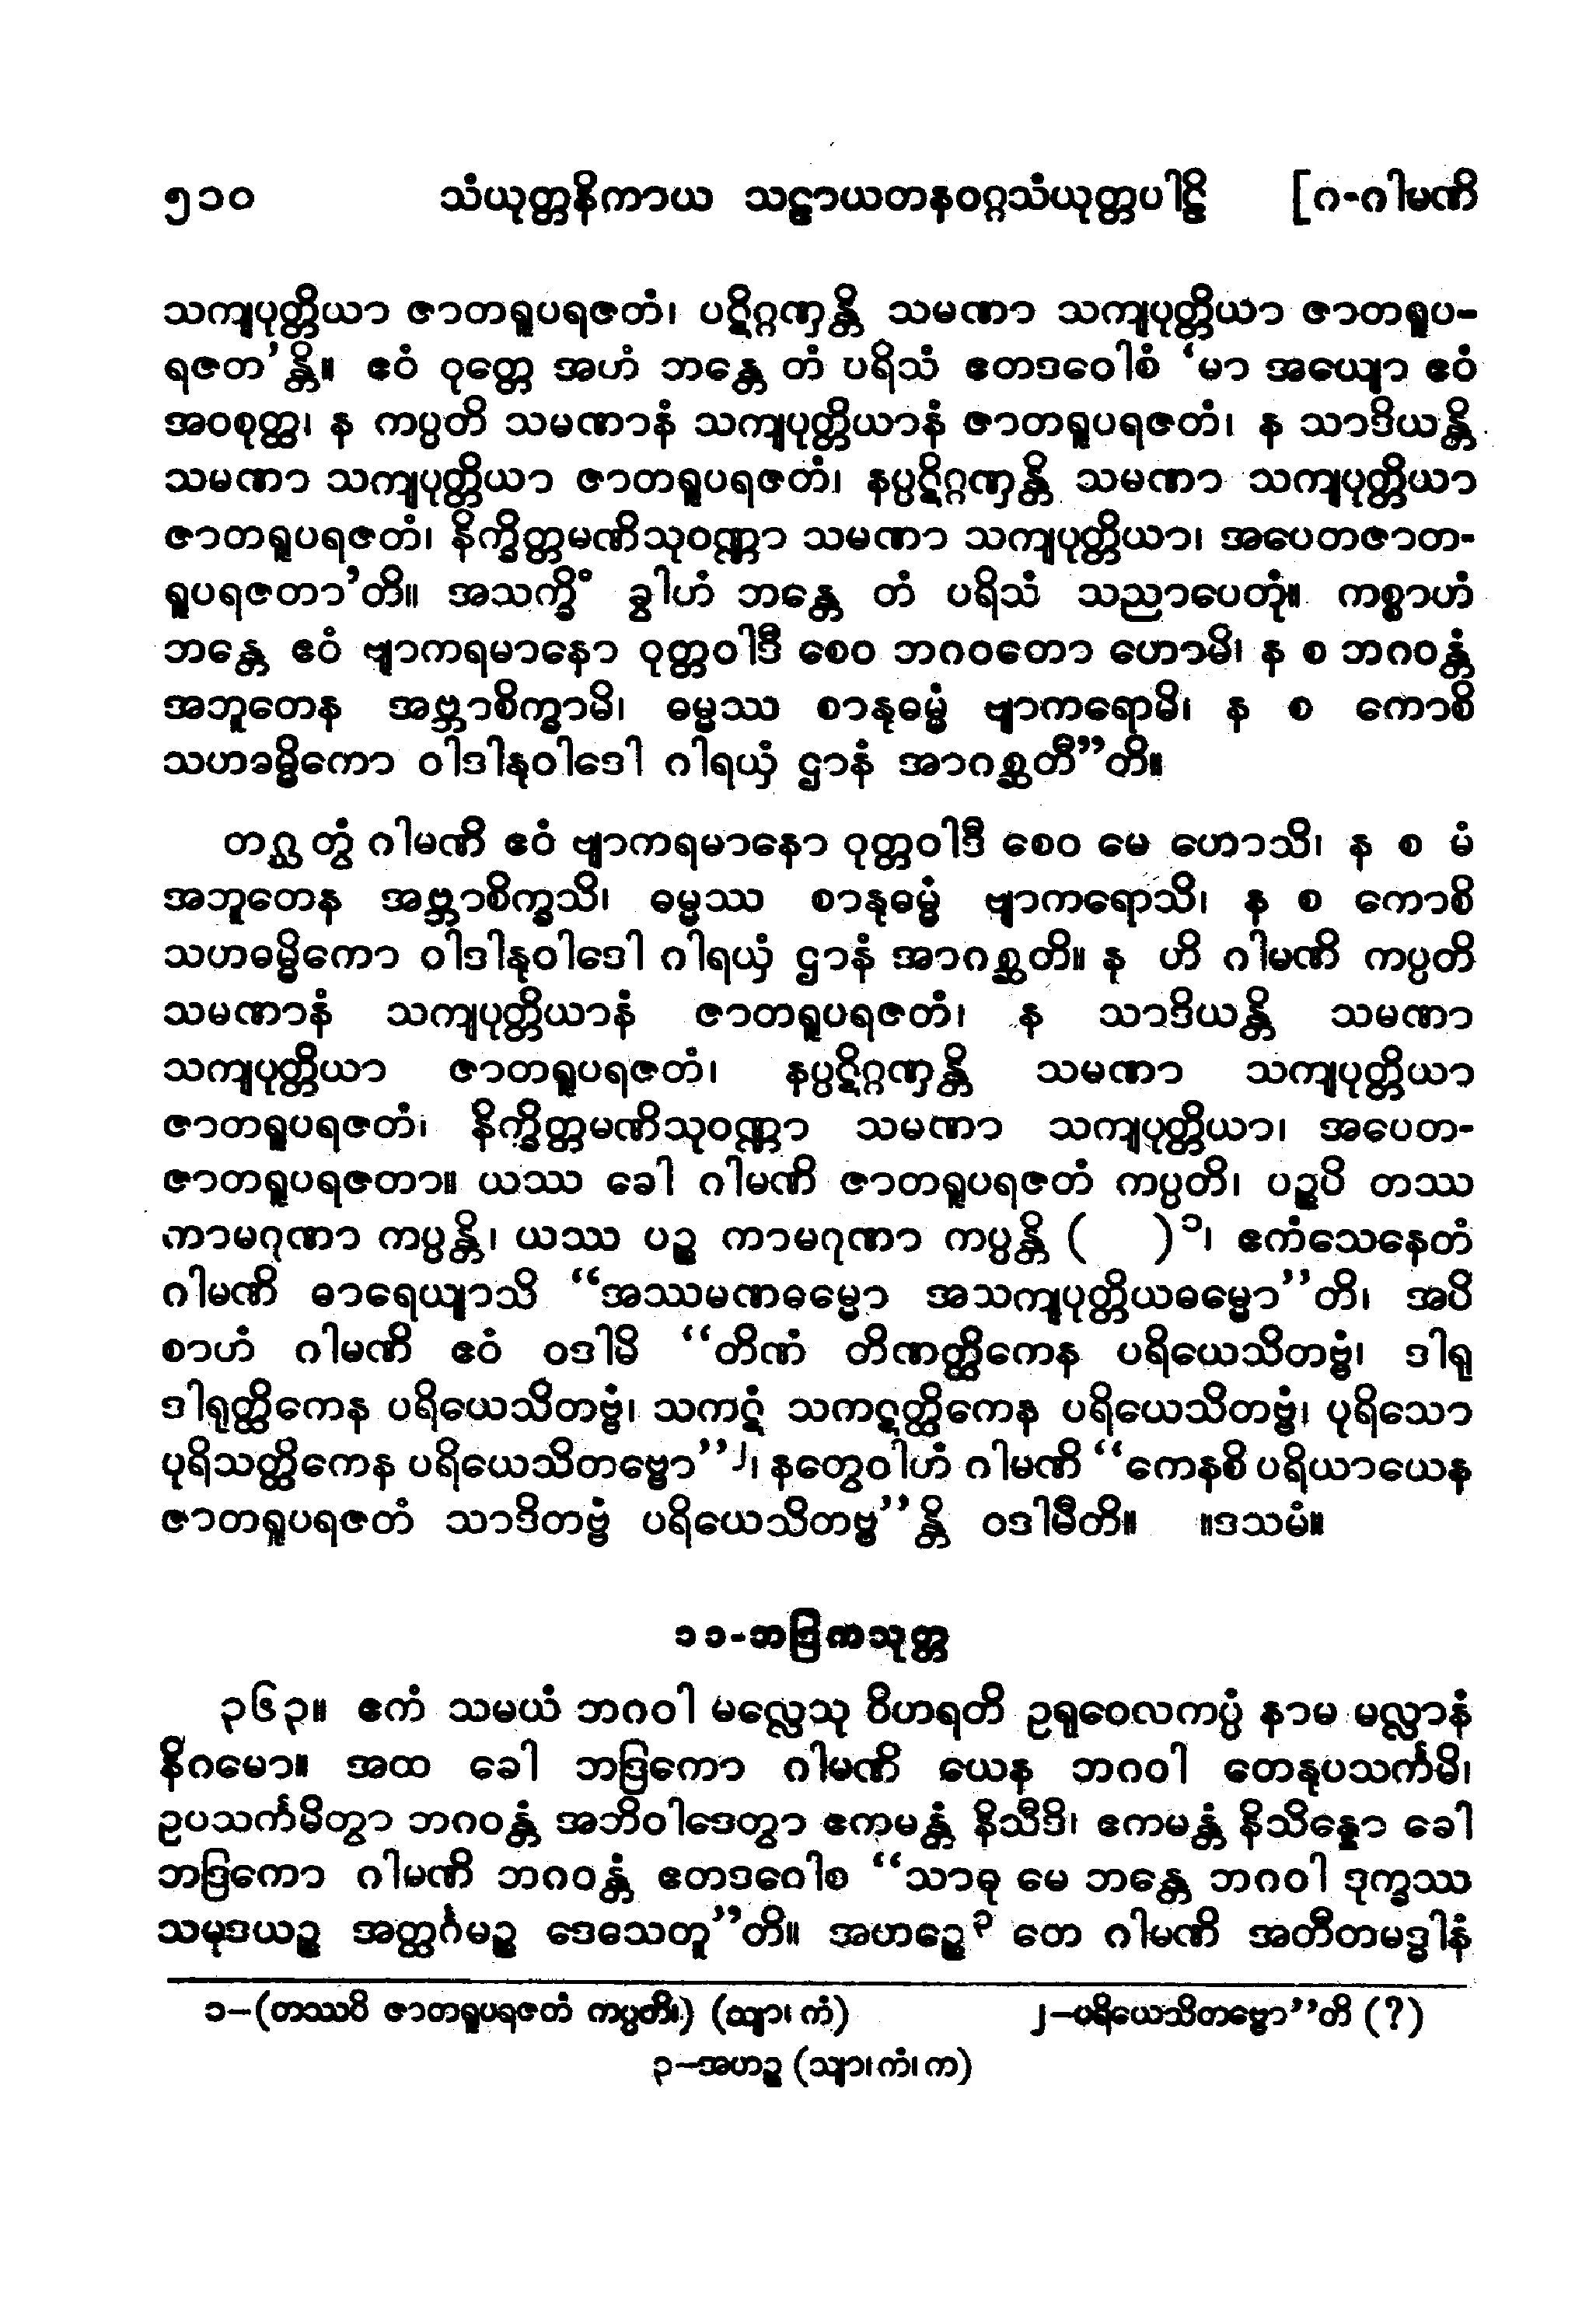 ၅၁၀ သံယုတ္တနိကာယ သဠာယတနဝဂ္ဂသံယုတ္တပါဠိ [ဂ-ဂါမဏိ
သကျပုတ္တိယာ ဇာတရူပရဇတံ၊ ပဋိဂ္ဂဏှန္တိ သမဏာ သကျပုတ္တိယာ ဇာတရူပ-
ရဇတ’န္တိ။ ဧဝံ ဝုတ္တေ အဟံ ဘန္တေ တံ ပရိသံ ဧတဒဝေါစံ ‘မာ အယျော ဧဝံ
အဝစုတ္ထ၊ န ကပ္ပတိ သမဏာနံ သကျပုတ္တိယာနံ ဇာတရူပရဇတံ၊ န သာဒိယန္တိ
သမဏာ သကျပုတ္တိယာ ဇာတရူပရဇတံ၊ နပ္ပဋိဂ္ဂဏှန္တိ သမဏာ သကျပုတ္တိယာ
ဇာတရူပရဇတံ၊ နိက္ခိတ္တမဏိသုဝဏ္ဏာ သမဏာ သကျပုတ္တိယာ၊ အပေတဇာတ-
ရူပရဇတာ’တိ။ အသက္ခိံ ခွါဟံ ဘန္တေ တံ ပရိသံ သညာပေတုံ။ ကစ္စာဟံ
ဘန္တေ ဧဝံ ဗျာကရမာနော ဝုတ္တဝါဒီ စေဝ ဘဂဝတော ဟောမိ၊ န စ ဘဂဝန္တံ
အဘူတေန အဗ္ဘာစိက္ခာမိ၊ ဓမ္မဿ စာနုဓမ္မံ ဗျာကရောမိ၊ န စ ကောစိ
သဟဓမ္မိကော ဝါဒါနုဝါဒေါ ဂါရယှံ ဌာနံ အာဂစ္ဆတီ”တိ။
တဂ္ဃ တွံ ဂါမဏိ ဧဝံ ဗျာကရမာနော ဝုတ္တဝါဒီ စေဝ မေ ဟောသိ၊ န စ မံ
အဘူတေန အဗ္ဘာစိက္ခသိ၊ ဓမ္မဿ စာနုဓမ္မံ ဗျာကရောသိ၊ န စ ကောစိ
သဟဓမ္မိကော ဝါဒါနုဝါဒေါ ဂါရယှံ ဌာနံ အာဂစ္ဆတိ။ န ဟိ ဂါမဏိ ကပ္ပတိ
သမဏာနံ သကျပုတ္တိယာနံ ဇာတရူပရဇတံ၊ န သာဒိယန္တိ သမဏာ
သကျပုတ္တိယာ ဇာတရူပရဇတံ၊ နပ္ပဋိဂ္ဂဏှန္တိ သမဏာ သကျပုတ္တိယာ
ဇာတရူပရဇတံ၊ နိက္ခိတ္တမဏိသုဝဏ္ဏာ သမဏာ သကျပုတ္တိယာ၊ အပေတ-
ဇာတရူပရဇတာ။ ယဿ ခေါ ဂါမဏိ ဇာတရူပရဇတံ ကပ္ပတိ၊ ပဉ္စပိ တဿ
ကာမဂုဏာ ကပ္ပန္တိ၊ ယဿ ပဉ္စ ကာမဂုဏာ ကပ္ပန္တိ ( )၁၊ ဧကံသေနေတံ
ဂါမဏိ ဓာရေယျာသိ “အဿမဏဓမ္မော အသကျပုတ္တိယဓမ္မော”တိ၊ အပိ
စာဟံ ဂါမဏိ ဧဝံ ဝဒါမိ “တိဏံ တိဏတ္ထိကေန ပရိယေသိတဗ္ဗံ၊ ဒါရု
ဒါရုတ္ထိကေန ပရိယေသိတဗ္ဗံ၊ သကဋံ သကဋတ္ထိကေန ပရိယေသိတဗ္ဗံ၊ ပုရိသော
ပုရိသတ္ထိကေန ပရိယေသိတဗ္ဗော”၂၊ နတွေဝါဟံ ဂါမဏိ “ကေနစိ ပရိယာယေန
ဇာတရူပရဇတံ သာဒိတဗ္ဗံ ပရိယေသိတဗ္ဗ”န္တိ ဝဒါမီတိ။ ။ဒသမံ။
၁၁-ဘဒြကသုတ္တ
၃၆၃။ ဧကံ သမယံ ဘဂဝါ မလ္လေသု ဝိဟရတိ ဥရုဝေလကပ္ပံ နာမ မလ္လာနံ
နိဂမော။ အထ ခေါ ဘဒြကော ဂါမဏိ ယေန ဘဂဝါ တေနုပသင်္ကမိ၊
ဥပသင်္ကမိတွာ ဘဂဝန္တံ အဘိဝါဒေတွာ ဧကမန္တံ နိသီဒိ၊ ဧကမန္တံ နိသိန္နော ခေါ
ဘဒြကော ဂါမဏိ ဘဂဝန္တံ ဧတဒဝေါစ “သာဓု မေ ဘန္တေ ဘဂဝါ ဒုက္ခဿ
သမုဒယဉ္စ အတ္ထင်္ဂမဉ္စ ဒေသေတူ”တိ။ အဟဉ္စေ၃ တေ ဂါမဏိ အတီတမဒ္ဓါနံ
၁–(တဿပိ ဇာတရူပရဇတံ ကပ္ပတိ၊) (သျာ၊ ကံ) ၂–ပရိယေသိတဗ္ဗော”တိ (?)
၃–အဟဉ္စ (သျာ၊ကံ၊က)